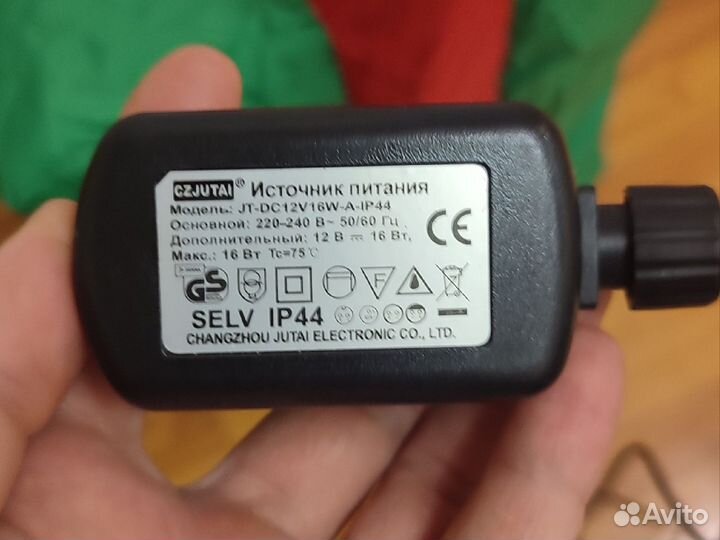 CZJUTAI® Источник питания
Модель: JT-DC12V16W-A-IP44
Основной: 220-240 В~ 50/60 Гц
Дополнительный: 12 В ⎓ 16 Вт,
Макс.: 16 Вт Tc=75℃
CE
GS F
SELV IP44
CHANGZHOU JUTAI ELECTRONIC CO., LTD.
Avito